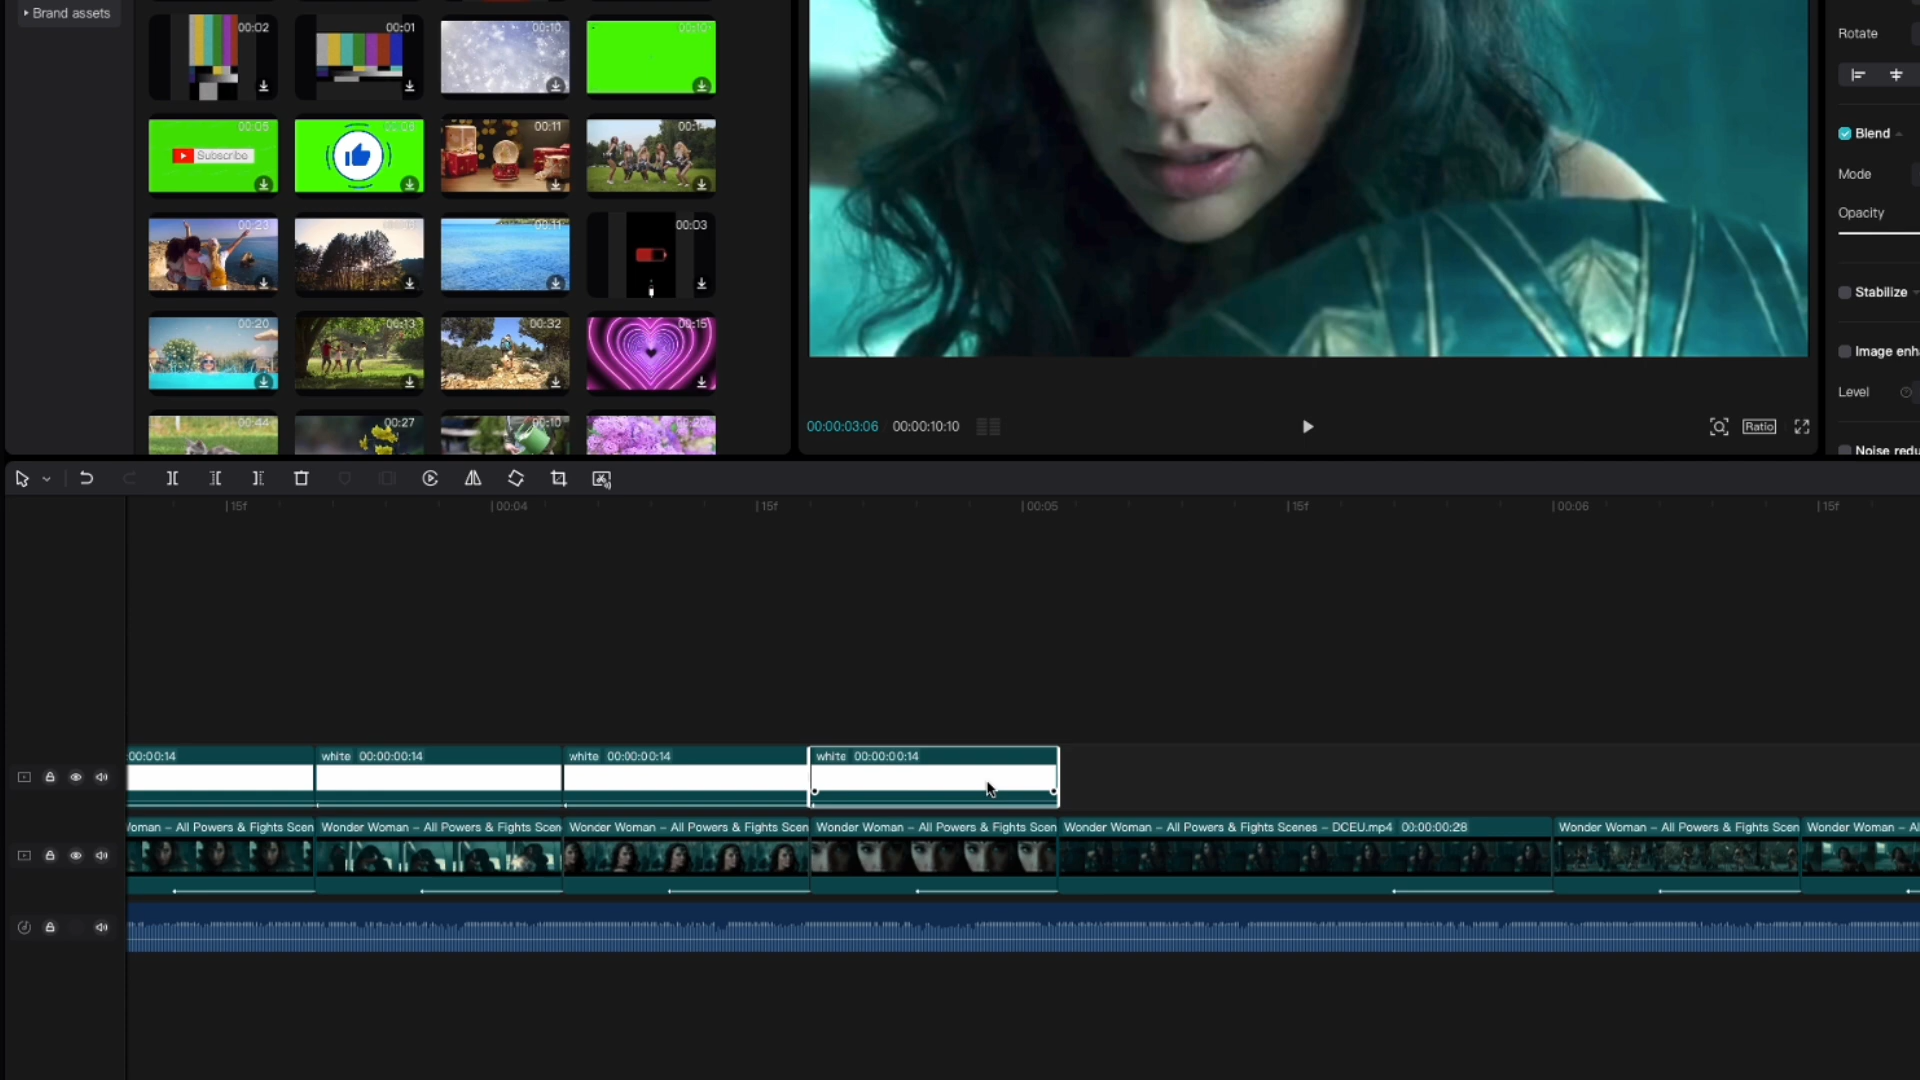 Brand assets
00:02
00:01
00:10
00:10
00:05
Subscribe
00:11
00:23
00:11
00:03
00:20
00:13
00:32
00:15
00:44
00:27
00:10
00:20
Rotate
Blend
Mode
Opacity
Stabilize
Image enh
Level
Noise redu
00:00:03:06 00:00:10:10
Ratio
15f 00:04 15f 00:05 15f 00:06 15f
00:00:14 white 00:00:00:14 white 00:00:00:14 white 00:00:00:14
Woman – All Powers & Fights Scen Wonder Woman – All Powers & Fights Scen Wonder Woman – All Powers & Fights Scen Wonder Woman – All Powers & Fights Scen Wonder Woman – All Powers & Fights Scenes – DCEU.mp4 00:00:00:28 Wonder Woman – All Powers & Fights Scen Wonder Woman – Al